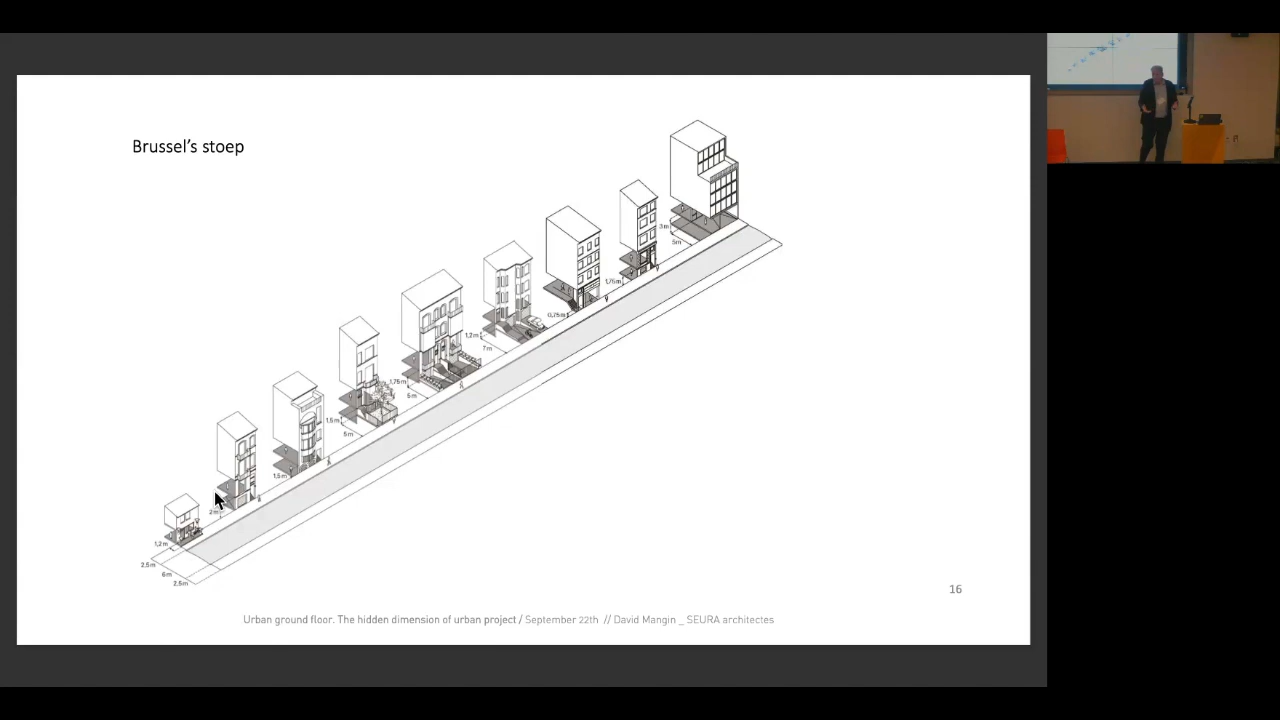 Brussel's stoep
3m
5m
1,75m
0,75m
1,2m
7m
1,75m
5m
1,5m
5m
1,5m
2m
1,2m
2,5m
6m
2,5m
16
Urban ground floor. The hidden dimension of urban project / September 22th // David Mangin _ SEURA architectes